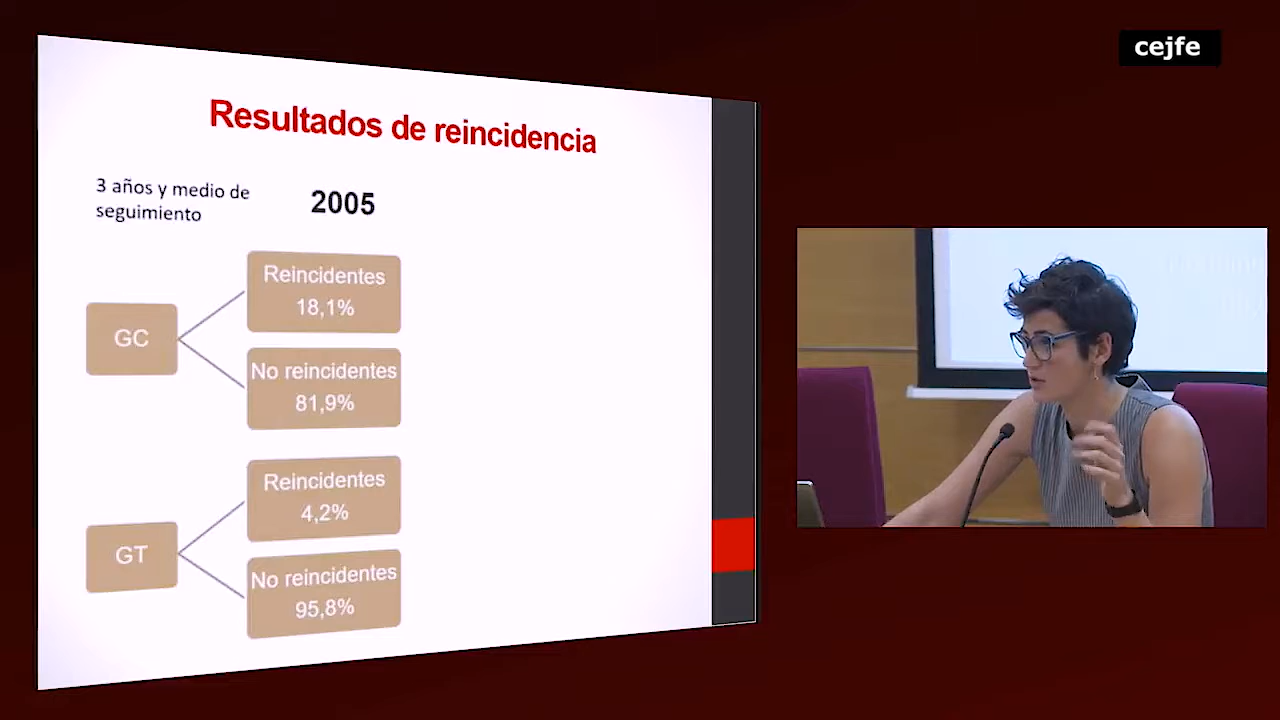 cejfe
Resultados de reincidencia
3 años y medio de
seguimiento
2005
GC
Reincidentes
18,1%
No reincidentes
81,9%
GT
Reincidentes
4,2%
No reincidentes
95,8%